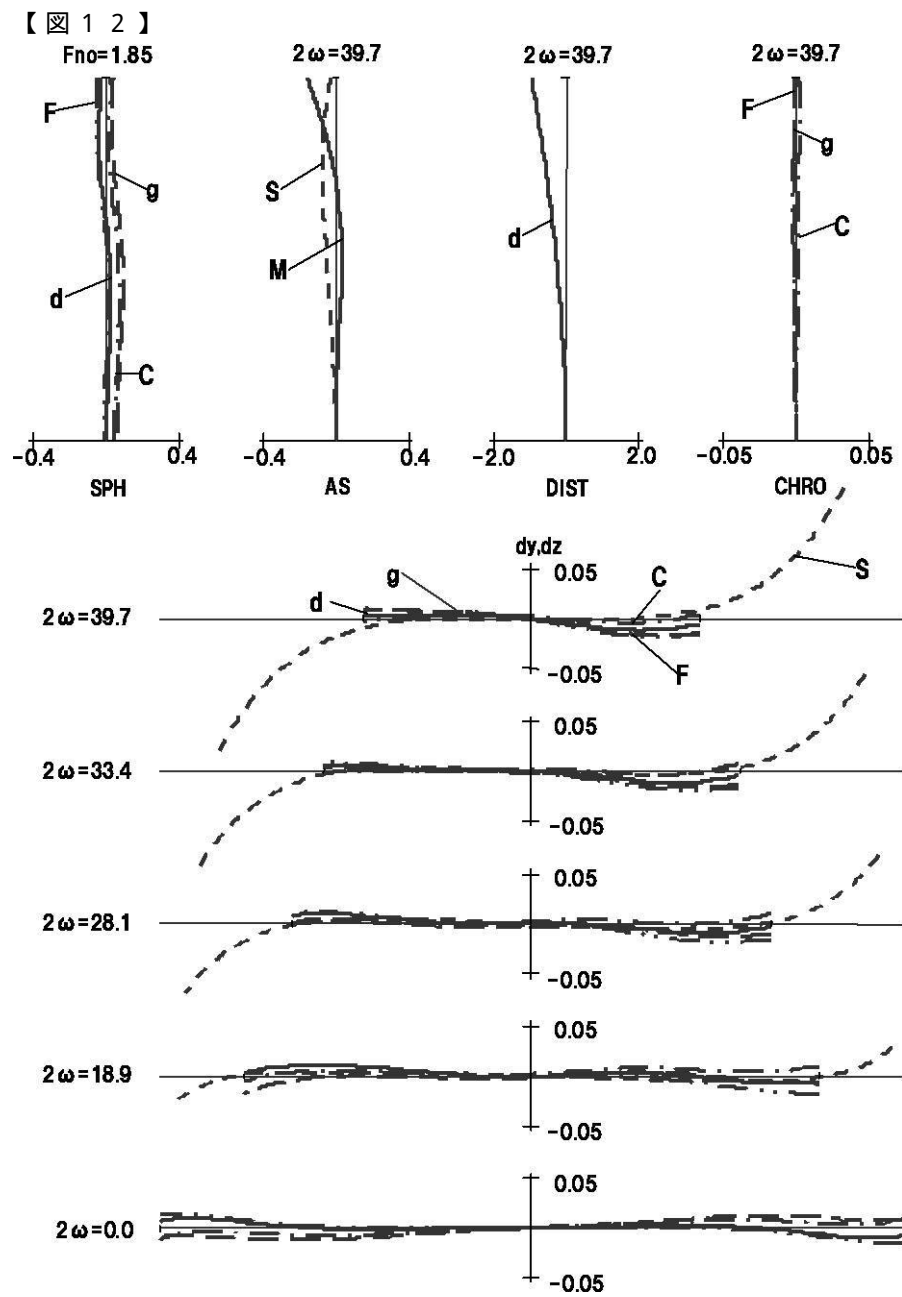 【図１２】
Fno=1.85 2ω=39.7 2ω=39.7 2ω=39.7
F g d C
S M
d
F g C
-0.4 0.4 -0.4 0.4 -2.0 2.0 -0.05 0.05
SPH AS DIST CHRO
dy,dz
2ω=39.7 d g C S F 0.05 -0.05
2ω=33.4 0.05 -0.05
2ω=28.1 0.05 -0.05
2ω=18.9 0.05 -0.05
2ω=0.0 0.05 -0.05